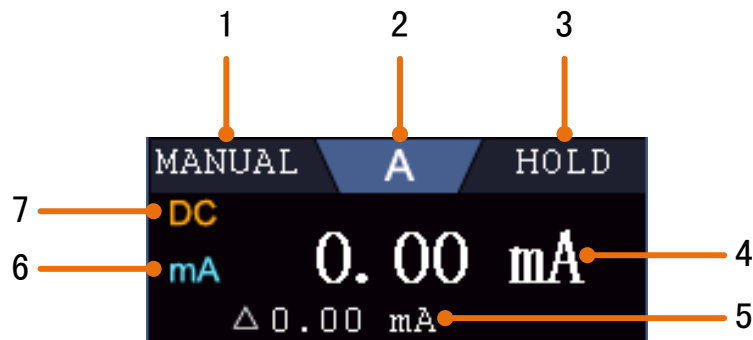 1 2 3
MANUAL A HOLD
7 DC
6 mA 0.00 mA 4
△0.00 mA 5